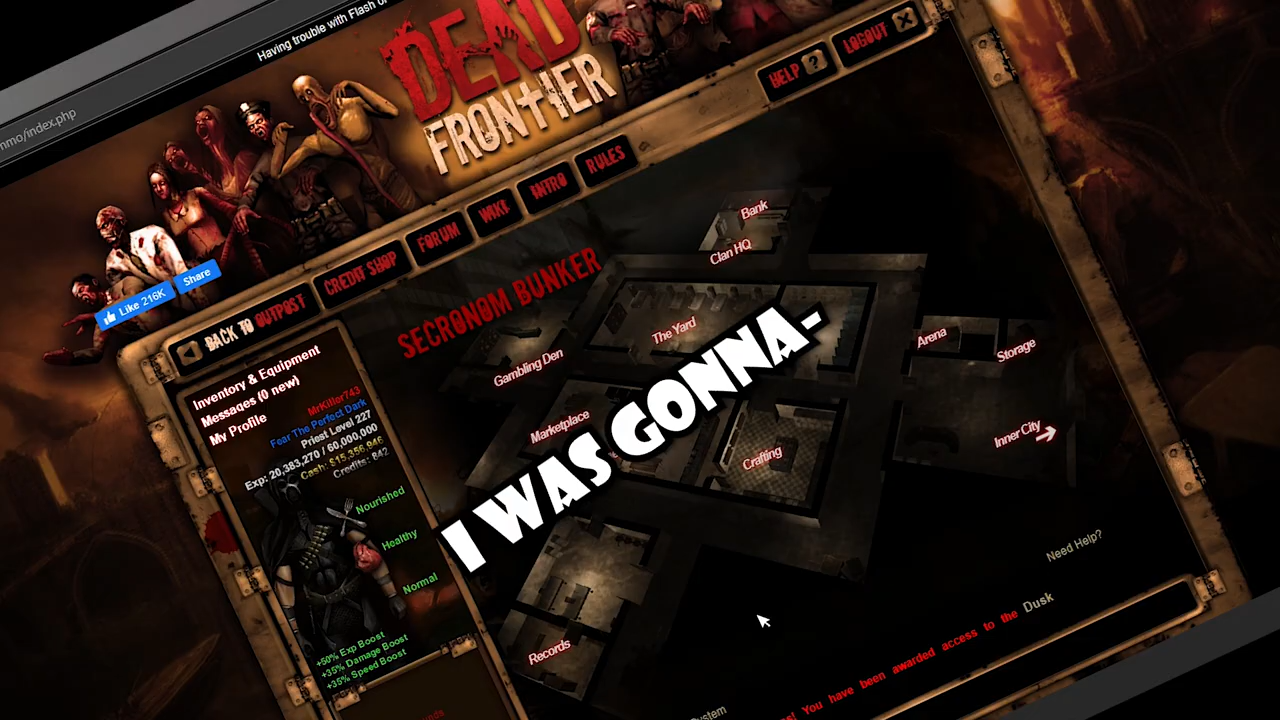 Having trouble with Flash
mmo/index.php
DEAD
FRONTIER
HELP ?
LOGOUT X
Like 216K
Share
BACK TO OUTPOST
CREDIT SHOP
FORUM
WIKI
INTRO
RULES
Inventory & Equipment
Messages (0 new)
My Profile
MrKiller743
Fear The Perfect Dark
Priest Level 227
Exp: 20,383,270 / 60,000,000
Cash: $15,356,946
Credits: 842
Nourished
Healthy
Normal
+50% Exp Boost
+35% Damage Boost
+35% Speed Boost
SECRONOM BUNKER
Bank
Clan HQ
The Yard
Gambling Den
Arena
Storage
Marketplace
Crafting
Inner City
Records
I WAS GONNA-
Need Help?
You have been awarded access to the Dusk
System